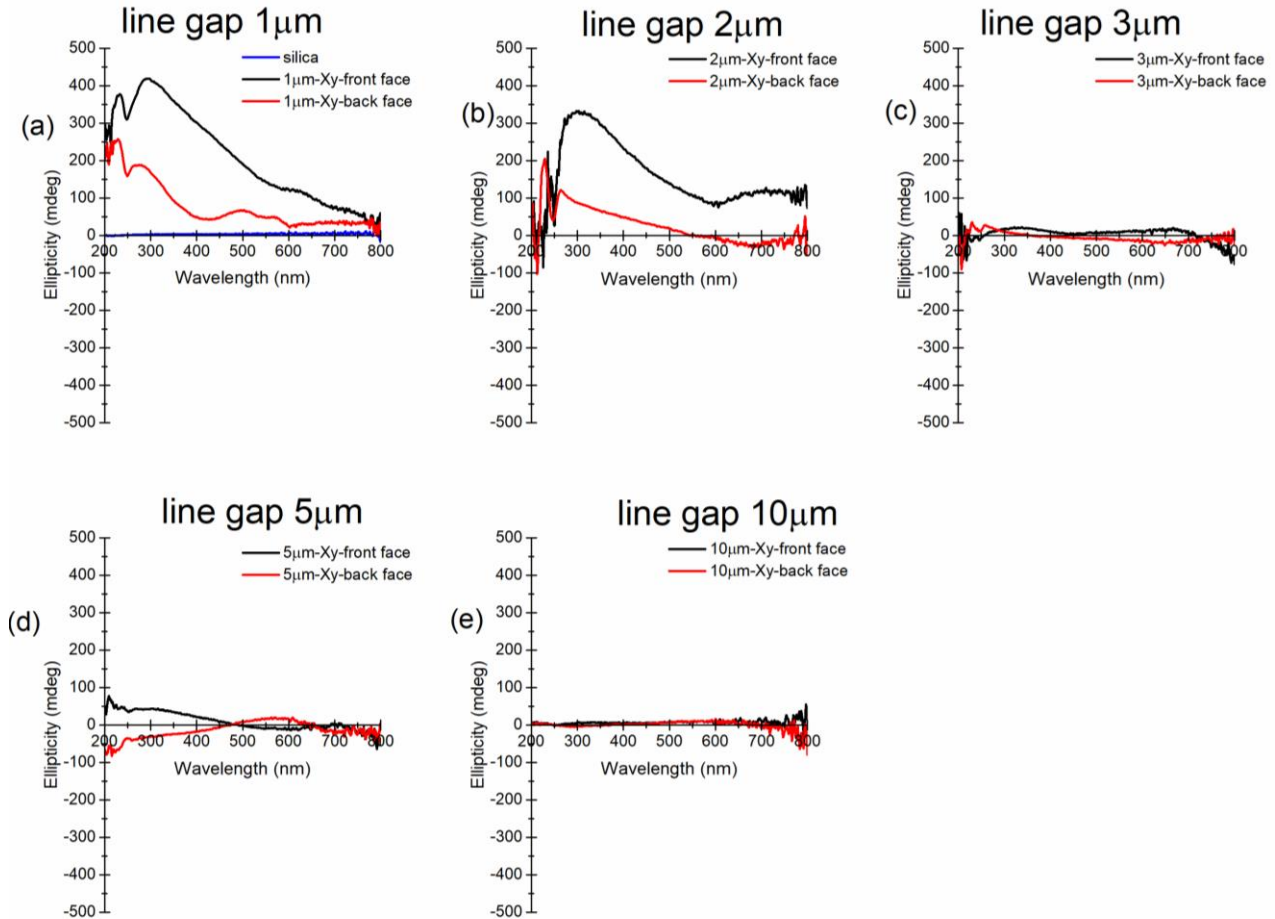 line gap 1μm
silica
1μm-Xy-front face
1μm-Xy-back face
(a)
500
400
300
200
100
0
-100
-200
-300
-400
-500
200 300 400 500 600 700 800
Ellipticity (mdeg)
Wavelength (nm)
line gap 2μm
2μm-Xy-front face
2μm-Xy-back face
(b)
500
400
300
200
100
0
-100
-200
-300
-400
-500
200 300 400 500 600 700 800
Ellipticity (mdeg)
Wavelength (nm)
line gap 3μm
3μm-Xy-front face
3μm-Xy-back face
(c)
500
400
300
200
100
0
-100
-200
-300
-400
-500
200 300 400 500 600 700 800
Ellipticity (mdeg)
Wavelength (nm)
line gap 5μm
5μm-Xy-front face
5μm-Xy-back face
(d)
500
400
300
200
100
0
-100
-200
-300
-400
-500
200 300 400 500 600 700 800
Ellipticity (mdeg)
Wavelength (nm)
line gap 10μm
10μm-Xy-front face
10μm-Xy-back face
(e)
500
400
300
200
100
0
-100
-200
-300
-400
-500
200 300 400 500 600 700 800
Ellipticity (mdeg)
Wavelength (nm)